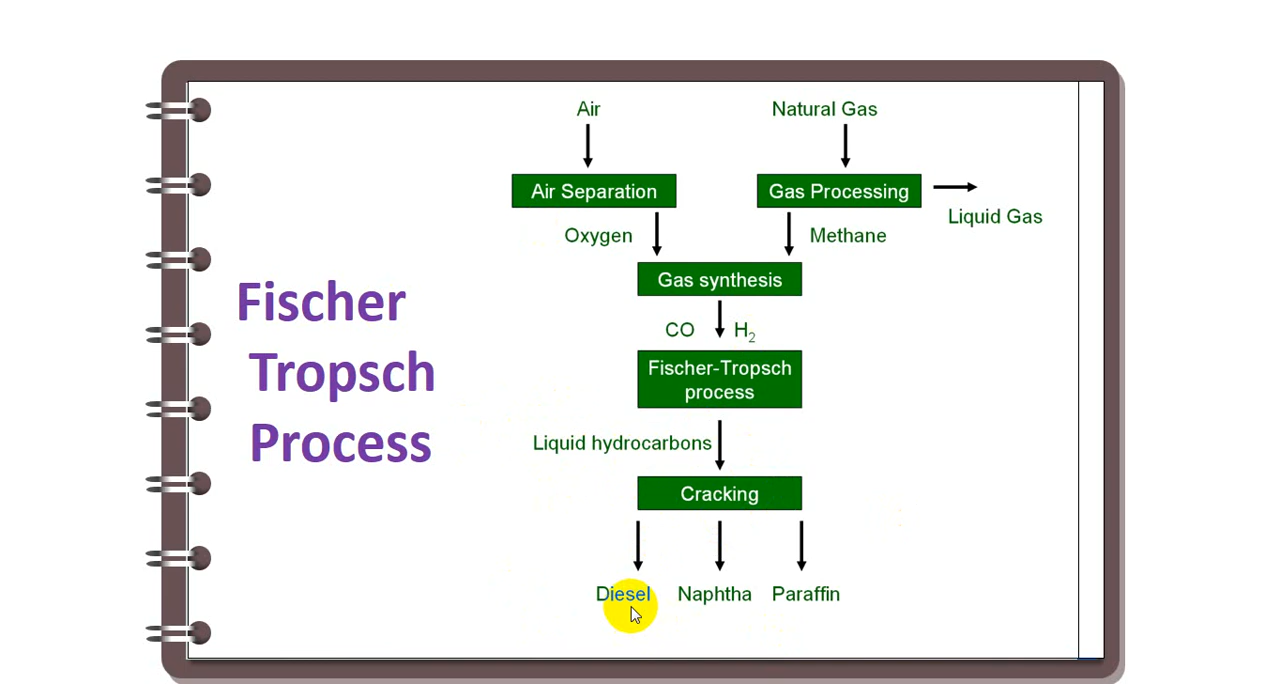 Fischer
Tropsch
Process
Air
Natural Gas
Air Separation
Gas Processing
Liquid Gas
Oxygen
Methane
Gas synthesis
CO
H₂
Fischer-Tropsch
process
Liquid hydrocarbons
Cracking
Diesel
Naphtha
Paraffin